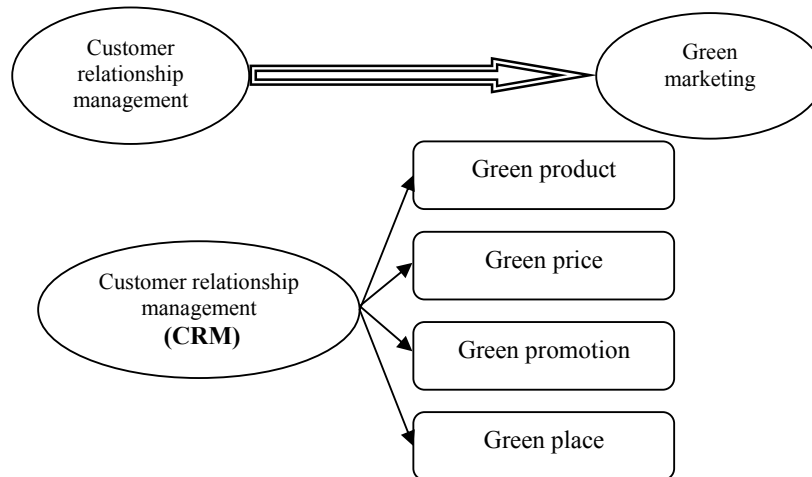 Customer
relationship
management
Green
marketing
Green product
Green price
Customer relationship
management
(CRM)
Green promotion
Green place